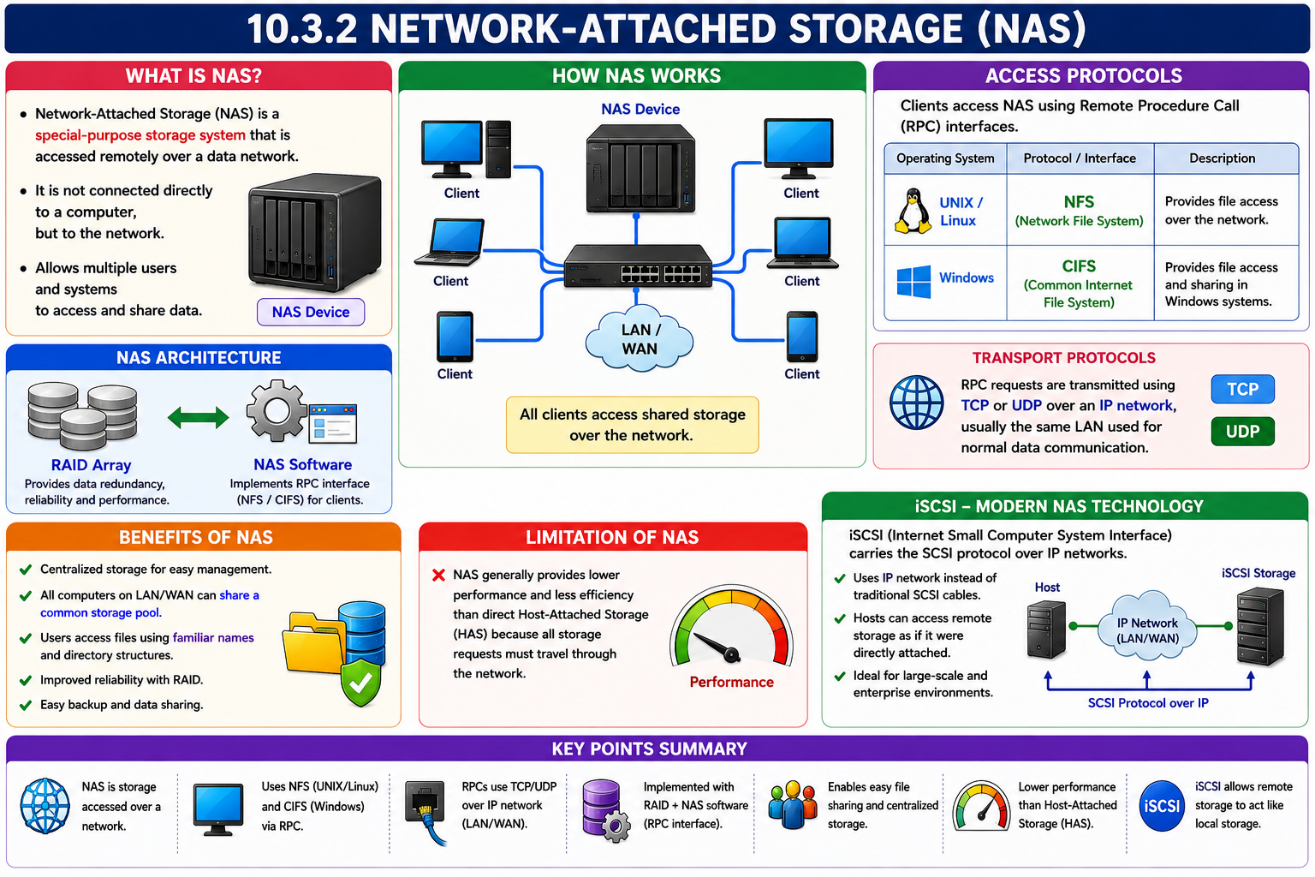 10.3.2 NETWORK-ATTACHED STORAGE (NAS)
WHAT IS NAS?
• Network-Attached Storage (NAS) is a
special-purpose storage system that is
accessed remotely over a data network.
• It is not connected directly
to a computer,
but to the network.
• Allows multiple users
and systems
to access and share data.
NAS Device
HOW NAS WORKS
NAS Device
Client
Client
Client
Client
Client
Client
LAN /
WAN
All clients access shared storage
over the network.
ACCESS PROTOCOLS
Clients access NAS using Remote Procedure Call
(RPC) interfaces.
Operating System Protocol / Interface Description
UNIX /
Linux
NFS
(Network File System)
Provides file access
over the network.
Windows
CIFS
(Common Internet
File System)
Provides file access
and sharing in
Windows systems.
NAS ARCHITECTURE
RAID Array
Provides data redundancy,
reliability and performance.
NAS Software
Implements RPC interface
(NFS / CIFS) for clients.
TRANSPORT PROTOCOLS
RPC requests are transmitted using
TCP or UDP over an IP network,
usually the same LAN used for
normal data communication.
TCP
UDP
BENEFITS OF NAS
Centralized storage for easy management.
All computers on LAN/WAN can share a
common storage pool.
Users access files using familiar names
and directory structures.
Improved reliability with RAID.
Easy backup and data sharing.
LIMITATION OF NAS
NAS generally provides lower
performance and less efficiency
than direct Host-Attached Storage
(HAS) because all storage
requests must travel through
the network.
Performance
iSCSI – MODERN NAS TECHNOLOGY
iSCSI (Internet Small Computer System Interface)
carries the SCSI protocol over IP networks.
Uses IP network instead of
traditional SCSI cables.
Hosts can access remote
storage as if it were
directly attached.
Ideal for large-scale and
enterprise environments.
Host
iSCSI Storage
IP Network
(LAN/WAN)
SCSI Protocol over IP
KEY POINTS SUMMARY
NAS is storage
accessed over a
network.
Uses NFS (UNIX/Linux)
and CIFS (Windows)
via RPC.
RPCs use TCP/UDP
over IP network
(LAN/WAN).
Implemented with
RAID + NAS software
(RPC interface).
Enables easy file
sharing and centralized
storage.
Lower performance
than Host-Attached
Storage (HAS).
iSCSI
iSCSI allows remote
storage to act like
local storage.